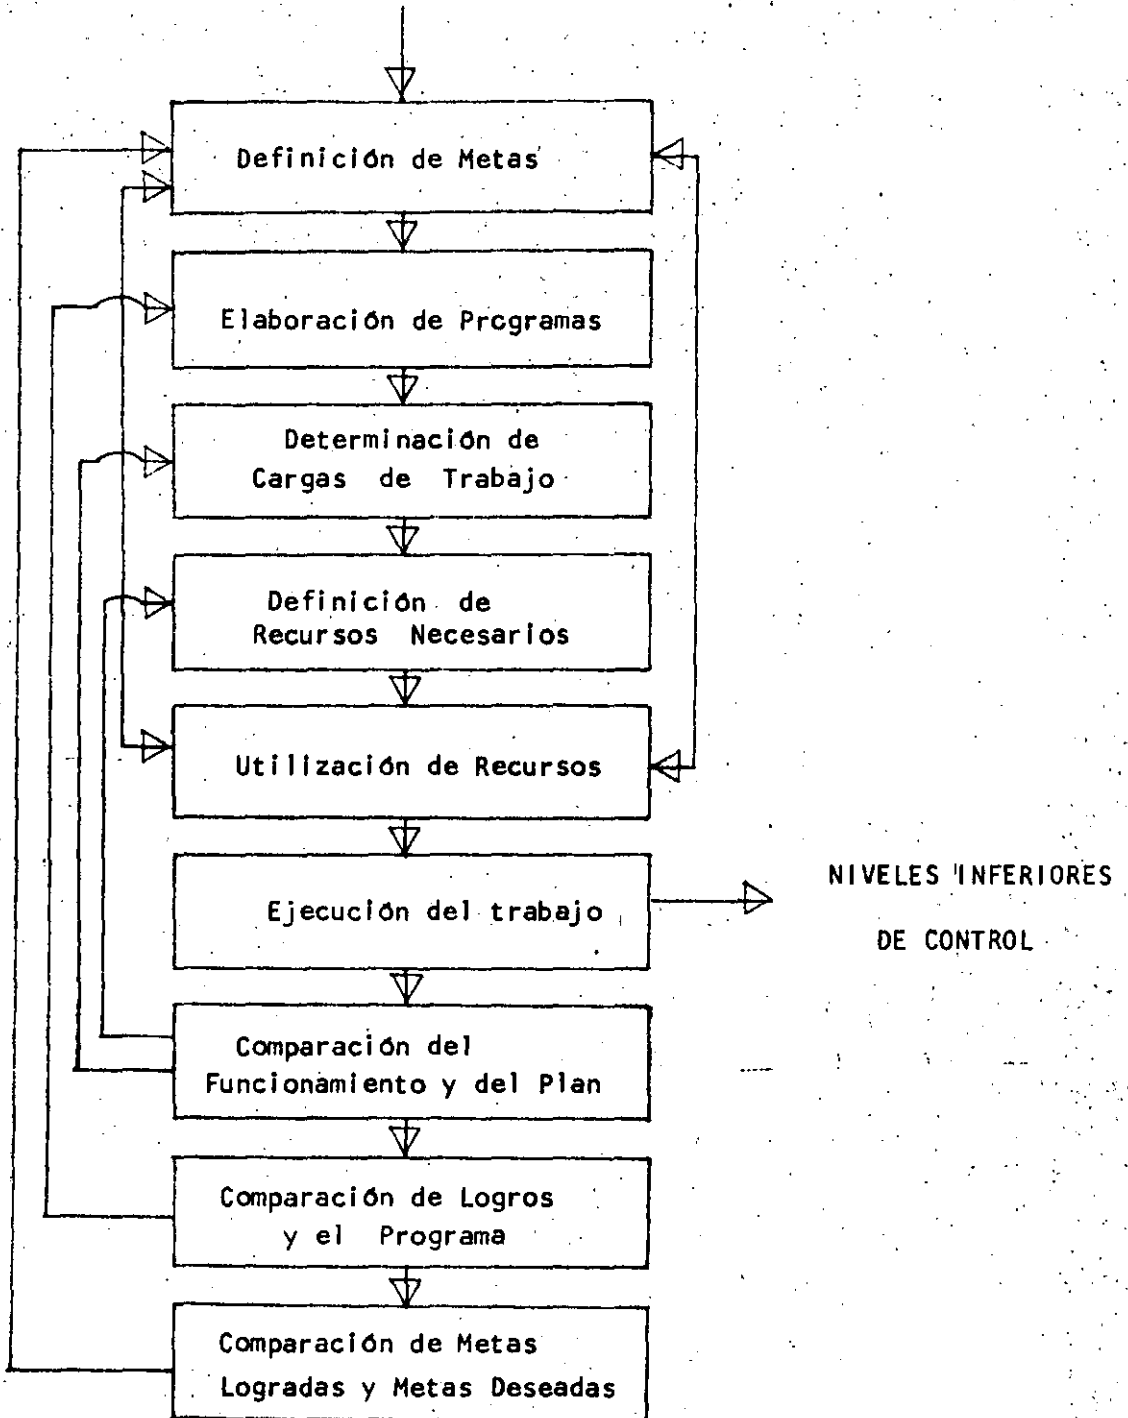 Definición de Metas
Elaboración de Programas
Determinación de
Cargas de Trabajo
Definición de
Recursos Necesarios
Utilización de Recursos
Ejecución del trabajo
NIVELES INFERIORES
DE CONTROL
Comparación del
Funcionamiento y del Plan
Comparación de Logros
y el Programa
Comparación de Metas
Logradas y Metas Deseadas